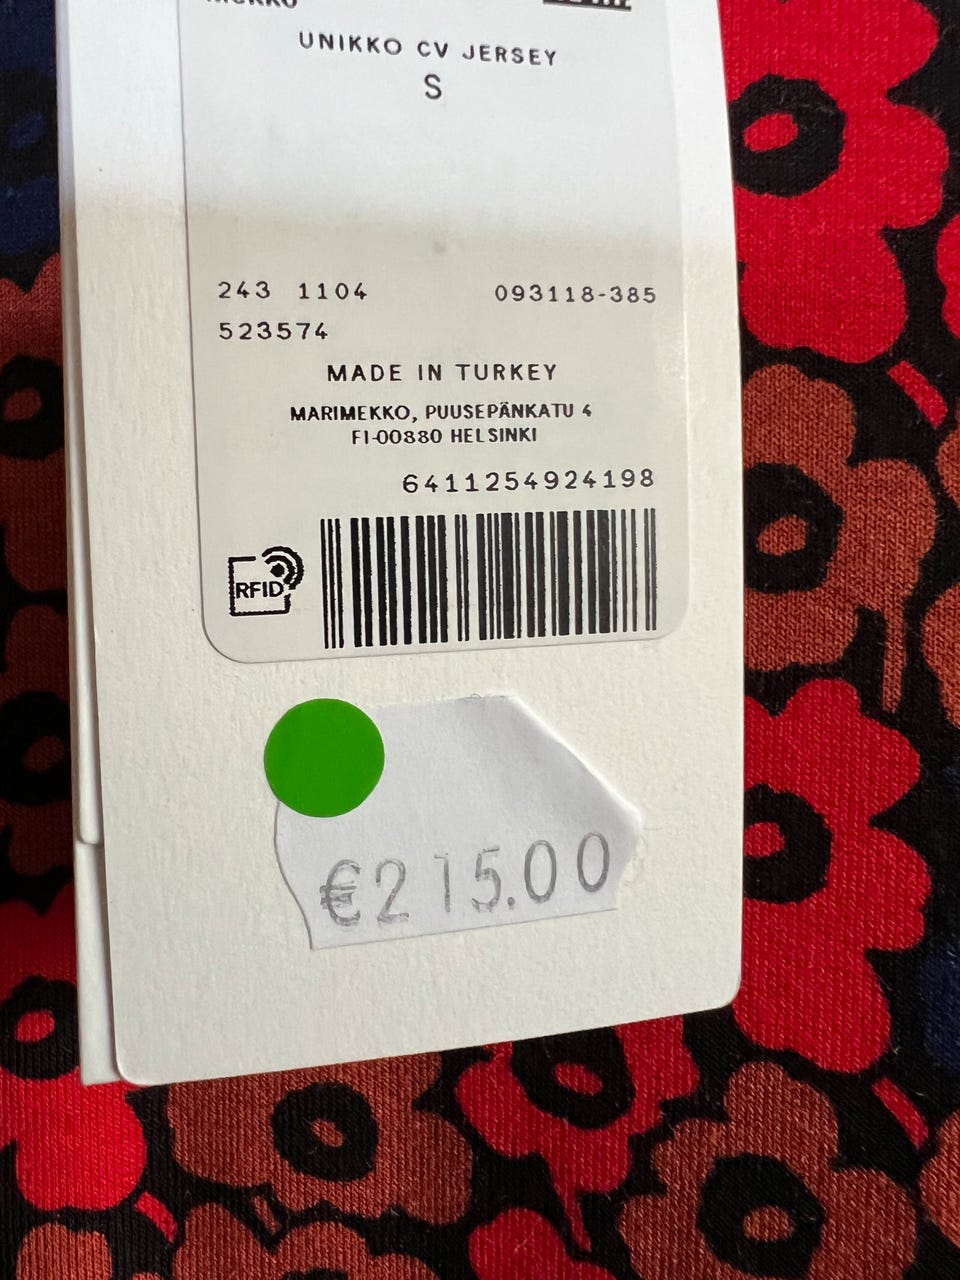 UNIKKO CV JERSEY
S
243 1104 093118-385
523574
MADE IN TURKEY
MARIMEKKO, PUUSEPÄNKATU 4
FI-00880 HELSINKI
6411254924198
RFID
€215.00